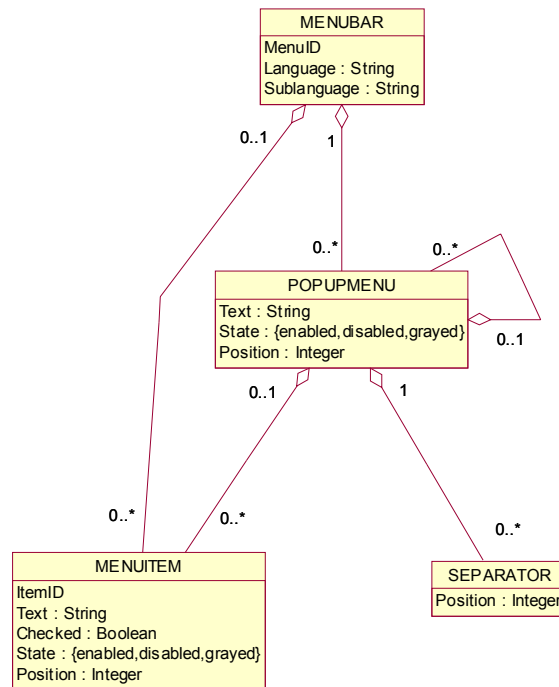 MENUBAR
MenuID
Language : String
Sublanguage : String
0..1
1
0..*
0..*
POPUPMENU
Text : String
State : {enabled,disabled,grayed}
Position : Integer
0..1
0..1
1
0..*
0..*
0..*
MENUITEM
ItemID
Text : String
Checked : Boolean
State : {enabled,disabled,grayed}
Position : Integer
SEPARATOR
Position : Integer